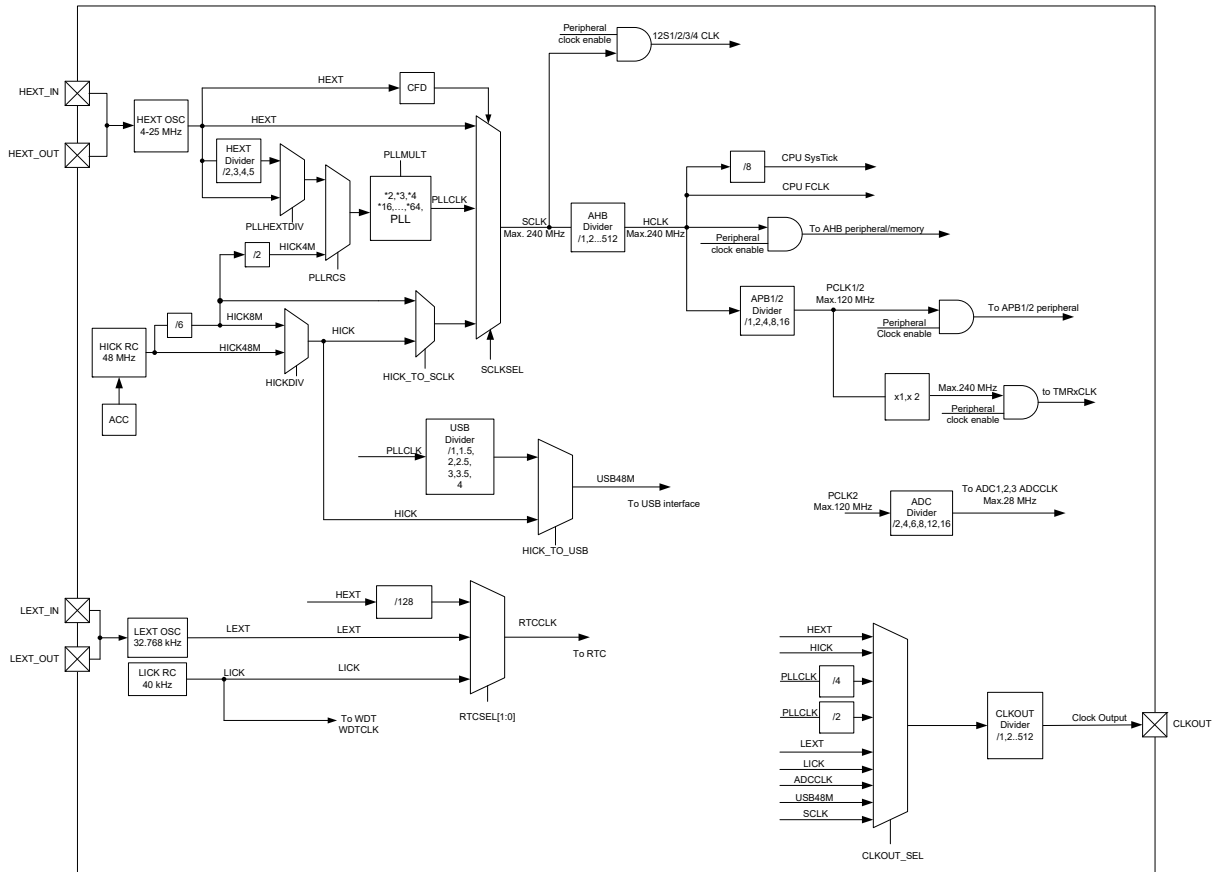 Peripheral
clock enable
12S1/2/3/4 CLK
HEXT_IN
HEXT_OUT
HEXT OSC
4-25 MHz
HEXT
CFD
HEXT
HEXT
Divider
/2,3,4,5
PLLHEXTDIV
PLLMULT
*2,*3,*4
*16,...,*64,
PLL
PLLCLK
/2
HICK4M
PLLRCS
SCLK
Max. 240 MHz
AHB
Divider
/1,2...512
HCLK
Max.240 MHz
/8
CPU SysTick
CPU FCLK
Peripheral
clock enable
To AHB peripheral/memory
APB1/2
Divider
/1,2,4,8,16
PCLK1/2
Max.120 MHz
Peripheral
Clock enable
To APB1/2 peripheral
x1,x 2
Max.240 MHz
Peripheral
clock enable
to TMRxCLK
HICK RC
48 MHz
ACC
/6
HICK8M
HICK48M
HICKDIV
HICK
HICK_TO_SCLK
SCLKSEL
PLLCLK
USB
Divider
/1,1.5,
2,2.5,
3,3.5,
4
HICK
HICK_TO_USB
USB48M
To USB interface
PCLK2
Max.120 MHz
ADC
Divider
/2,4,6,8,12,16
To ADC1,2,3 ADCCLK
Max.28 MHz
LEXT_IN
LEXT_OUT
LEXT OSC
32.768 kHz
LEXT
LEXT
HEXT
/128
LICK RC
40 kHz
LICK
LICK
To WDT
WDTCLK
RTCSEL[1:0]
RTCCLK
To RTC
HEXT
HICK
PLLCLK
/4
PLLCLK
/2
LEXT
LICK
ADCCLK
USB48M
SCLK
CLKOUT_SEL
CLKOUT
Divider
/1,2..512
Clock Output
CLKOUT